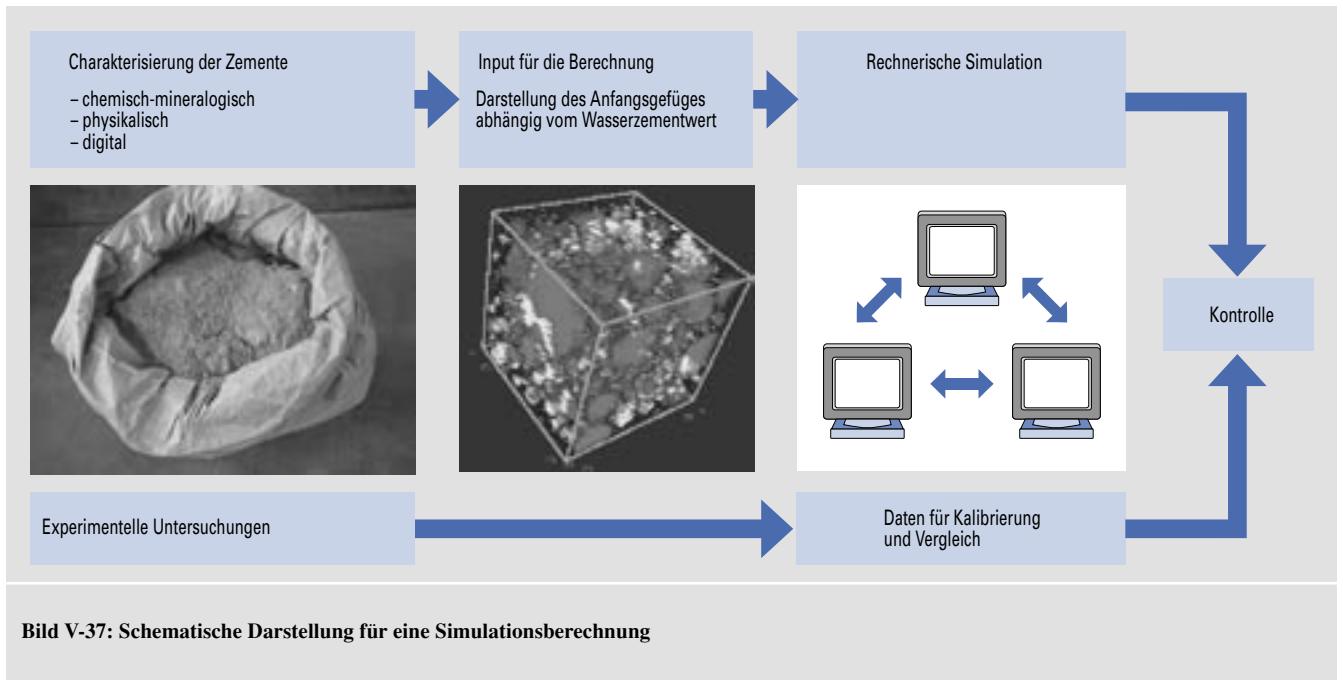 Charakterisierung der Zemente
– chemisch-mineralogisch
– physikalisch
– digital
Input für die Berechnung
Darstellung des Anfangsgefüges
abhängig vom Wasserzementwert
Rechnerische Simulation
Kontrolle
Experimentelle Untersuchungen
Daten für Kalibrierung
und Vergleich
Bild V-37: Schematische Darstellung für eine Simulationsberechnung